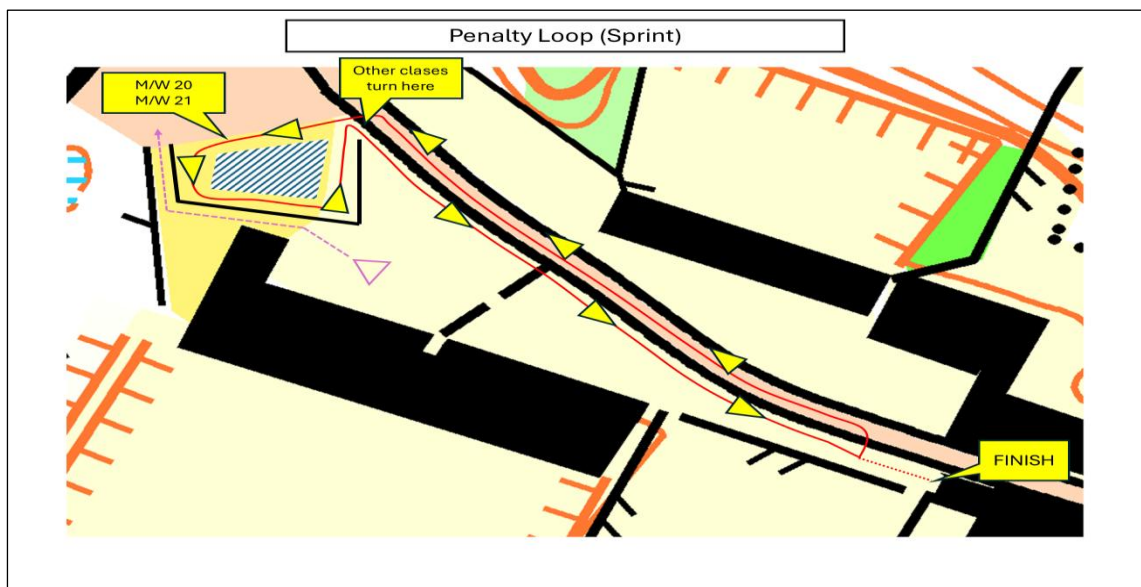 Penalty Loop (Sprint)
M/W 20
M/W 21
Other clases
turn here
FINISH